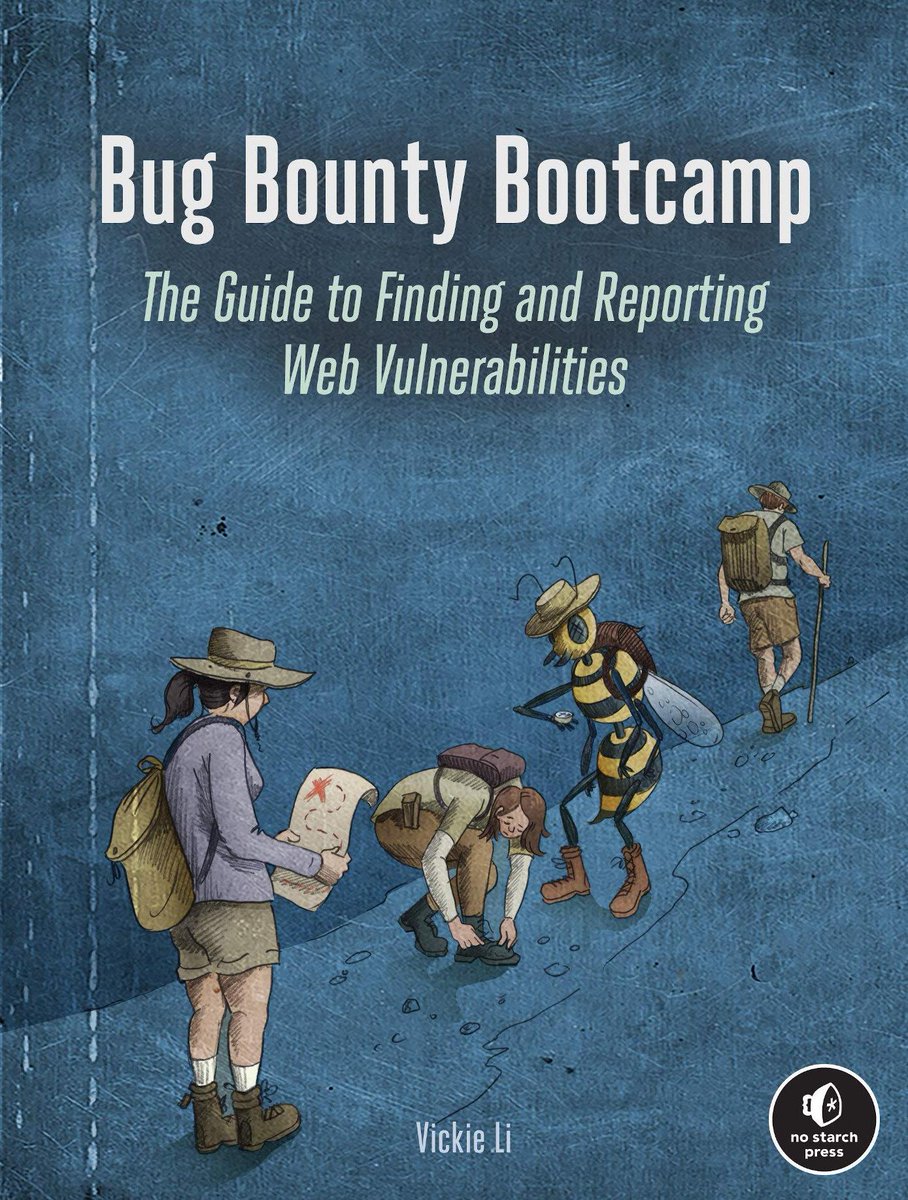 Bug Bounty Bootcamp
The Guide to Finding and Reporting
Web Vulnerabilities
Vickie Li
no starch
press